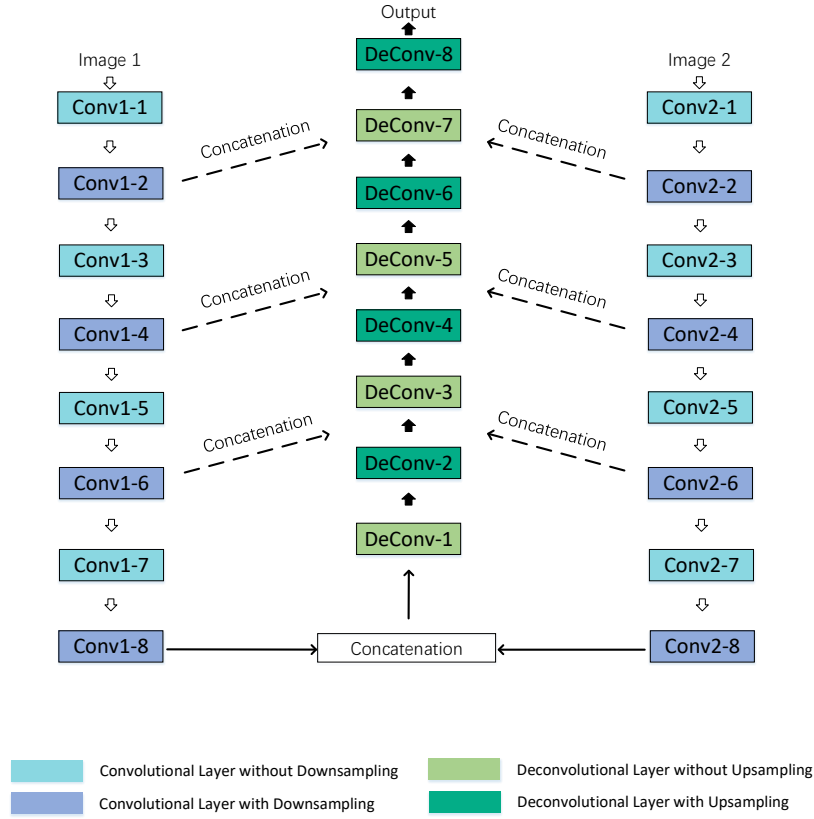 Output
Image 1
Image 2
DeConv-8
Conv1-1
Conv2-1
DeConv-7
Concatenation
Concatenation
Conv1-2
Conv2-2
DeConv-6
Conv1-3
DeConv-5
Conv2-3
Concatenation
Concatenation
Conv1-4
DeConv-4
Conv2-4
DeConv-3
Conv1-5
Conv2-5
Concatenation
Concatenation
DeConv-2
Conv1-6
Conv2-6
DeConv-1
Conv1-7
Conv2-7
Conv1-8
Concatenation
Conv2-8
Convolutional Layer without Downsampling
Deconvolutional Layer without Upsampling
Convolutional Layer with Downsampling
Deconvolutional Layer with Upsampling